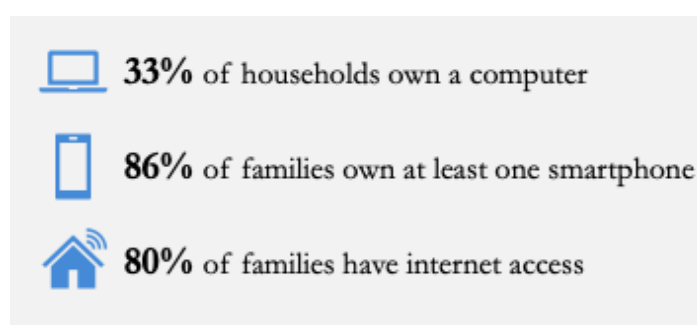 33% of households own a computer
86% of families own at least one smartphone
80% of families have internet access